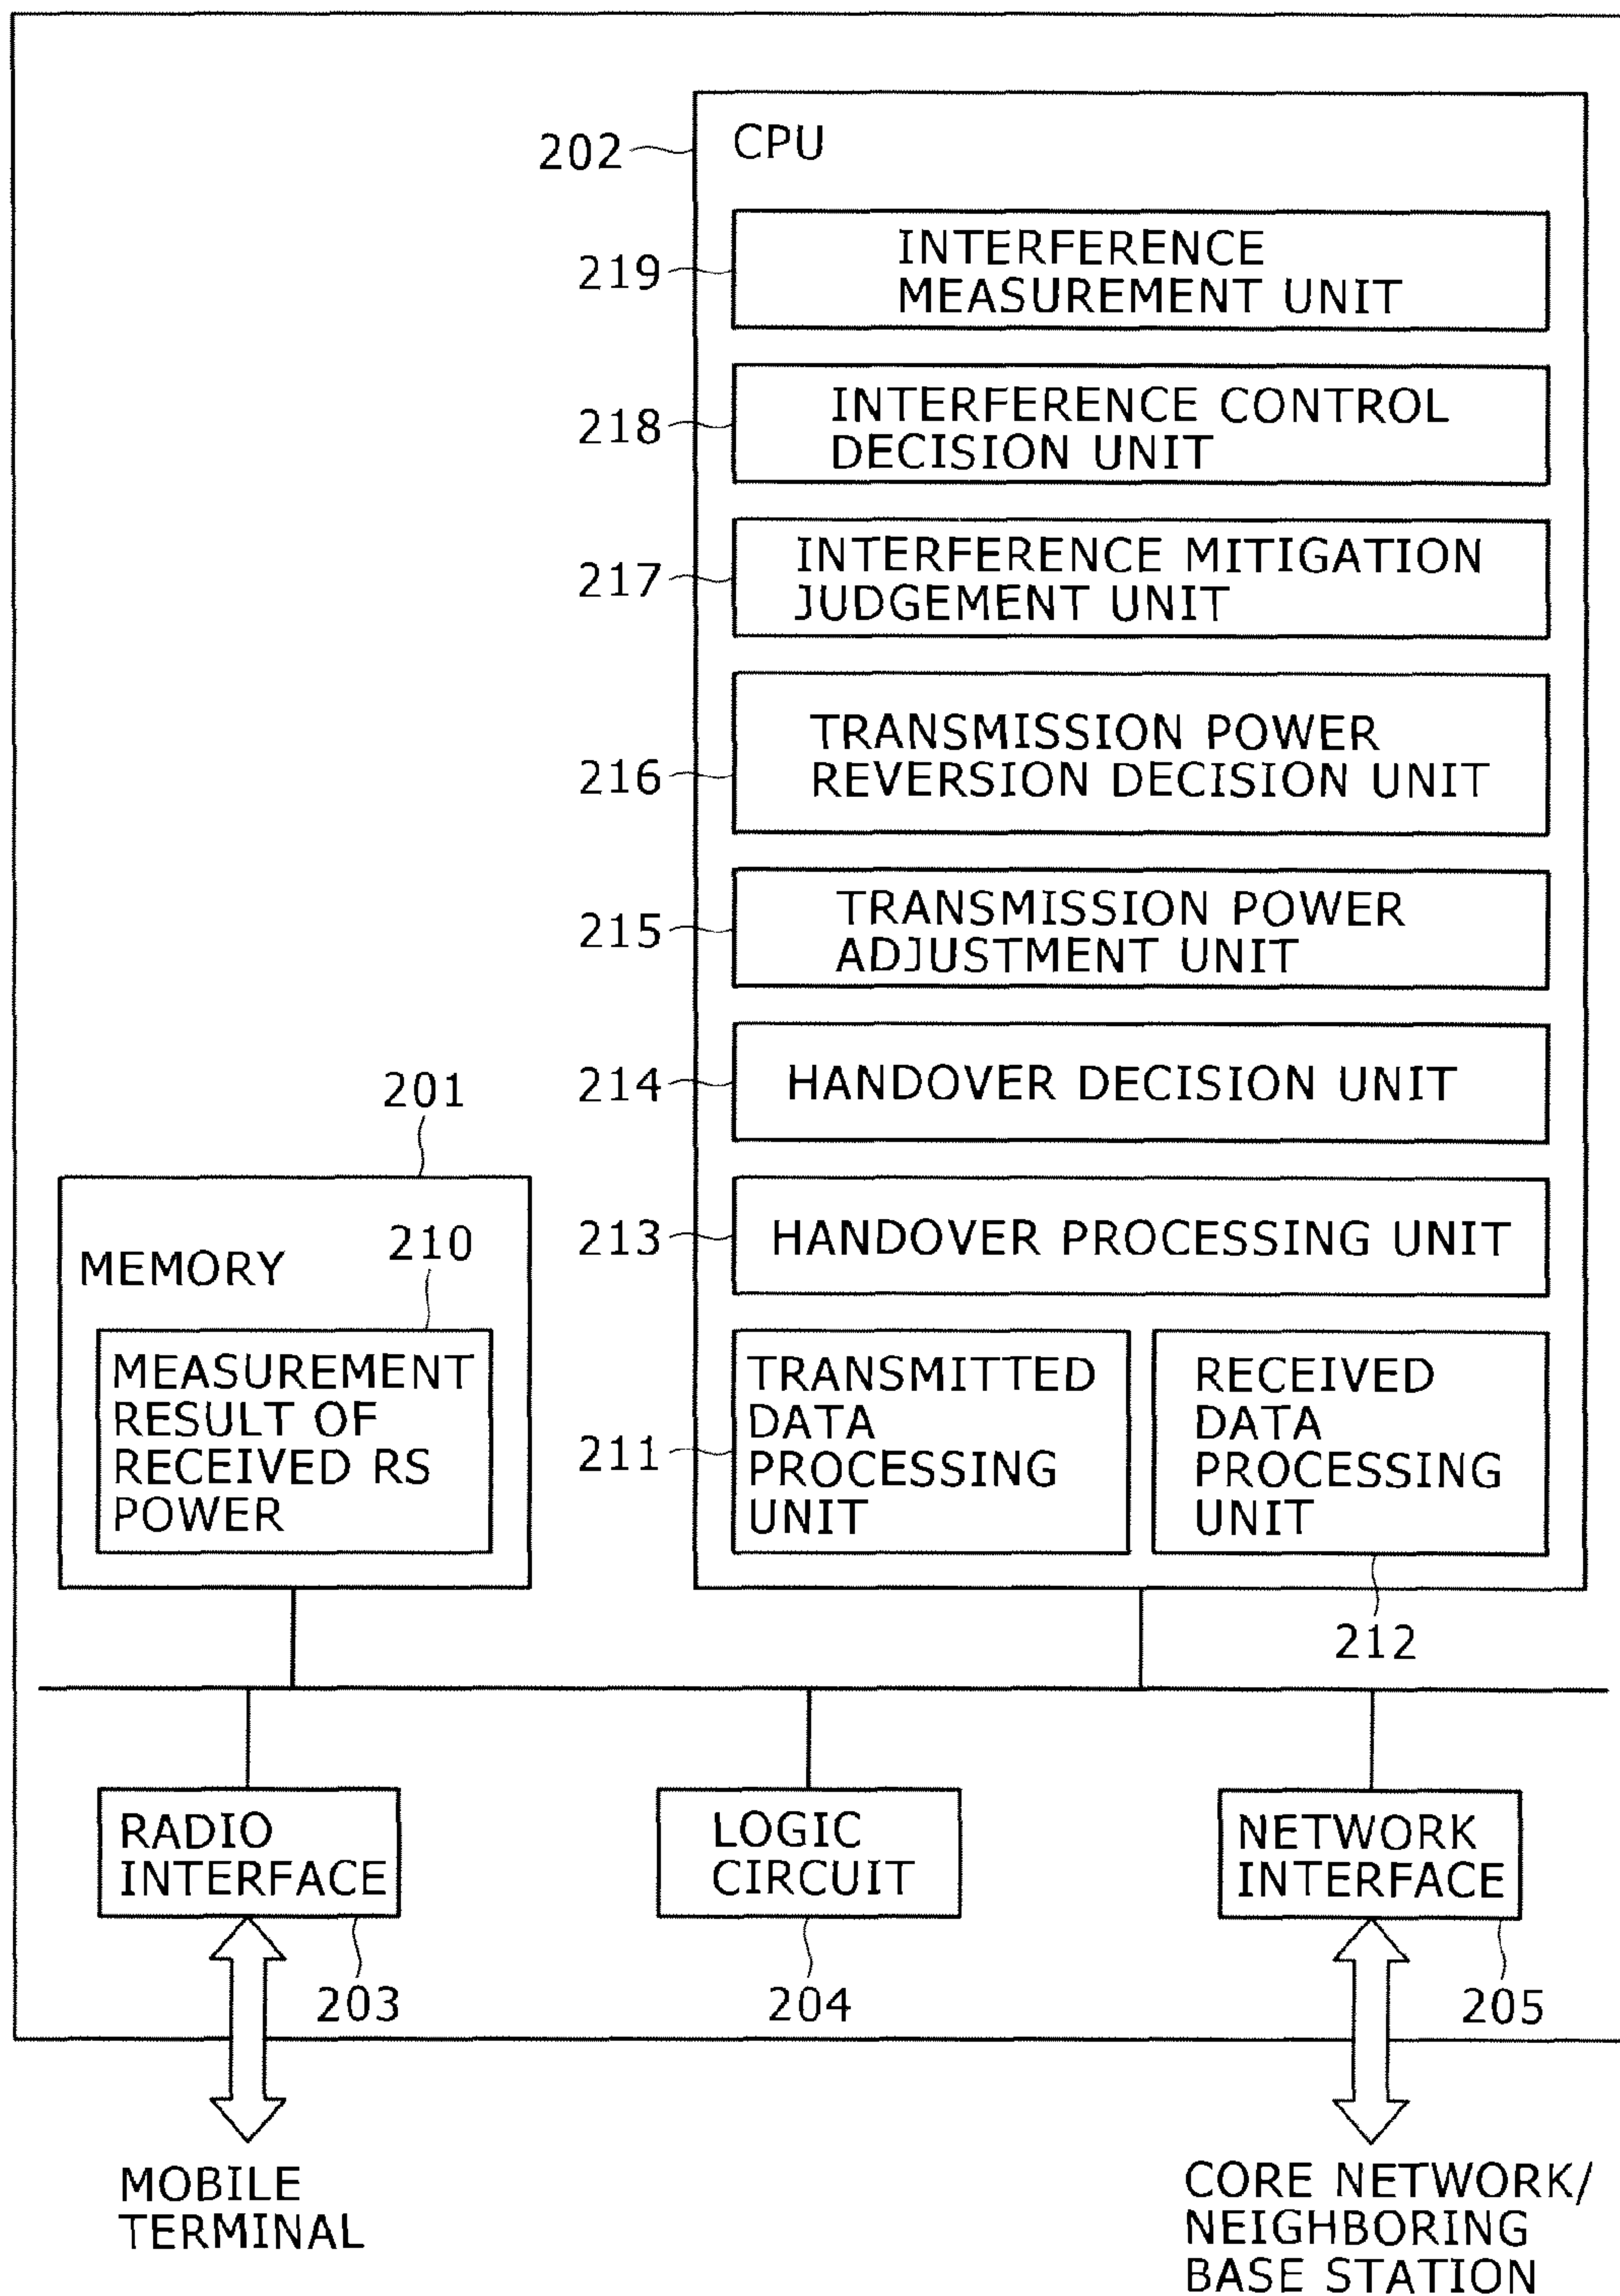 202
CPU
219
INTERFERENCE
MEASUREMENT UNIT
218
INTERFERENCE CONTROL
DECISION UNIT
217
INTERFERENCE MITIGATION
JUDGEMENT UNIT
216
TRANSMISSION POWER
REVERSION DECISION UNIT
215
TRANSMISSION POWER
ADJUSTMENT UNIT
214
HANDOVER DECISION UNIT
213
HANDOVER PROCESSING UNIT
211
TRANSMITTED
DATA
PROCESSING
UNIT
RECEIVED
DATA
PROCESSING
UNIT
212
201
MEMORY
210
MEASUREMENT
RESULT OF
RECEIVED RS
POWER
RADIO
INTERFACE
203
LOGIC
CIRCUIT
204
NETWORK
INTERFACE
205
MOBILE
TERMINAL
CORE NETWORK/
NEIGHBORING
BASE STATION